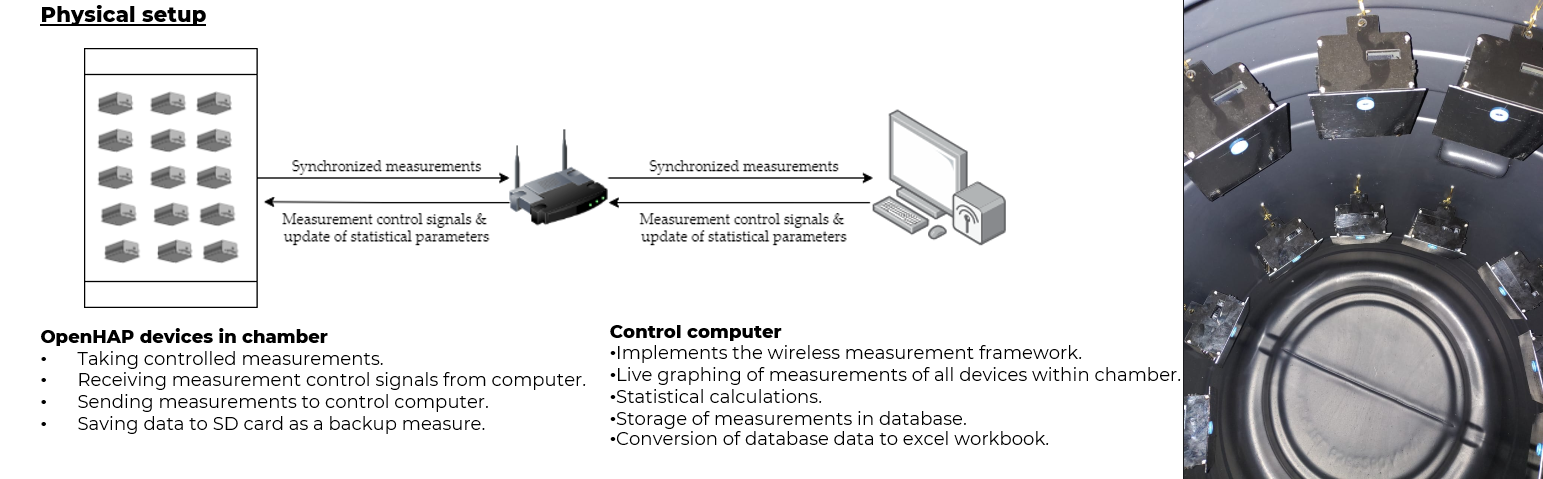 Physical setup
Synchronized measurements
Measurement control signals &
update of statistical parameters
Synchronized measurements
Measurement control signals &
update of statistical parameters
OpenHAP devices in chamber
• Taking controlled measurements.
• Receiving measurement control signals from computer.
• Sending measurements to control computer.
• Saving data to SD card as a backup measure.
Control computer
•Implements the wireless measurement framework.
•Live graphing of measurements of all devices within chamber.
•Statistical calculations.
•Storage of measurements in database.
•Conversion of database data to excel workbook.